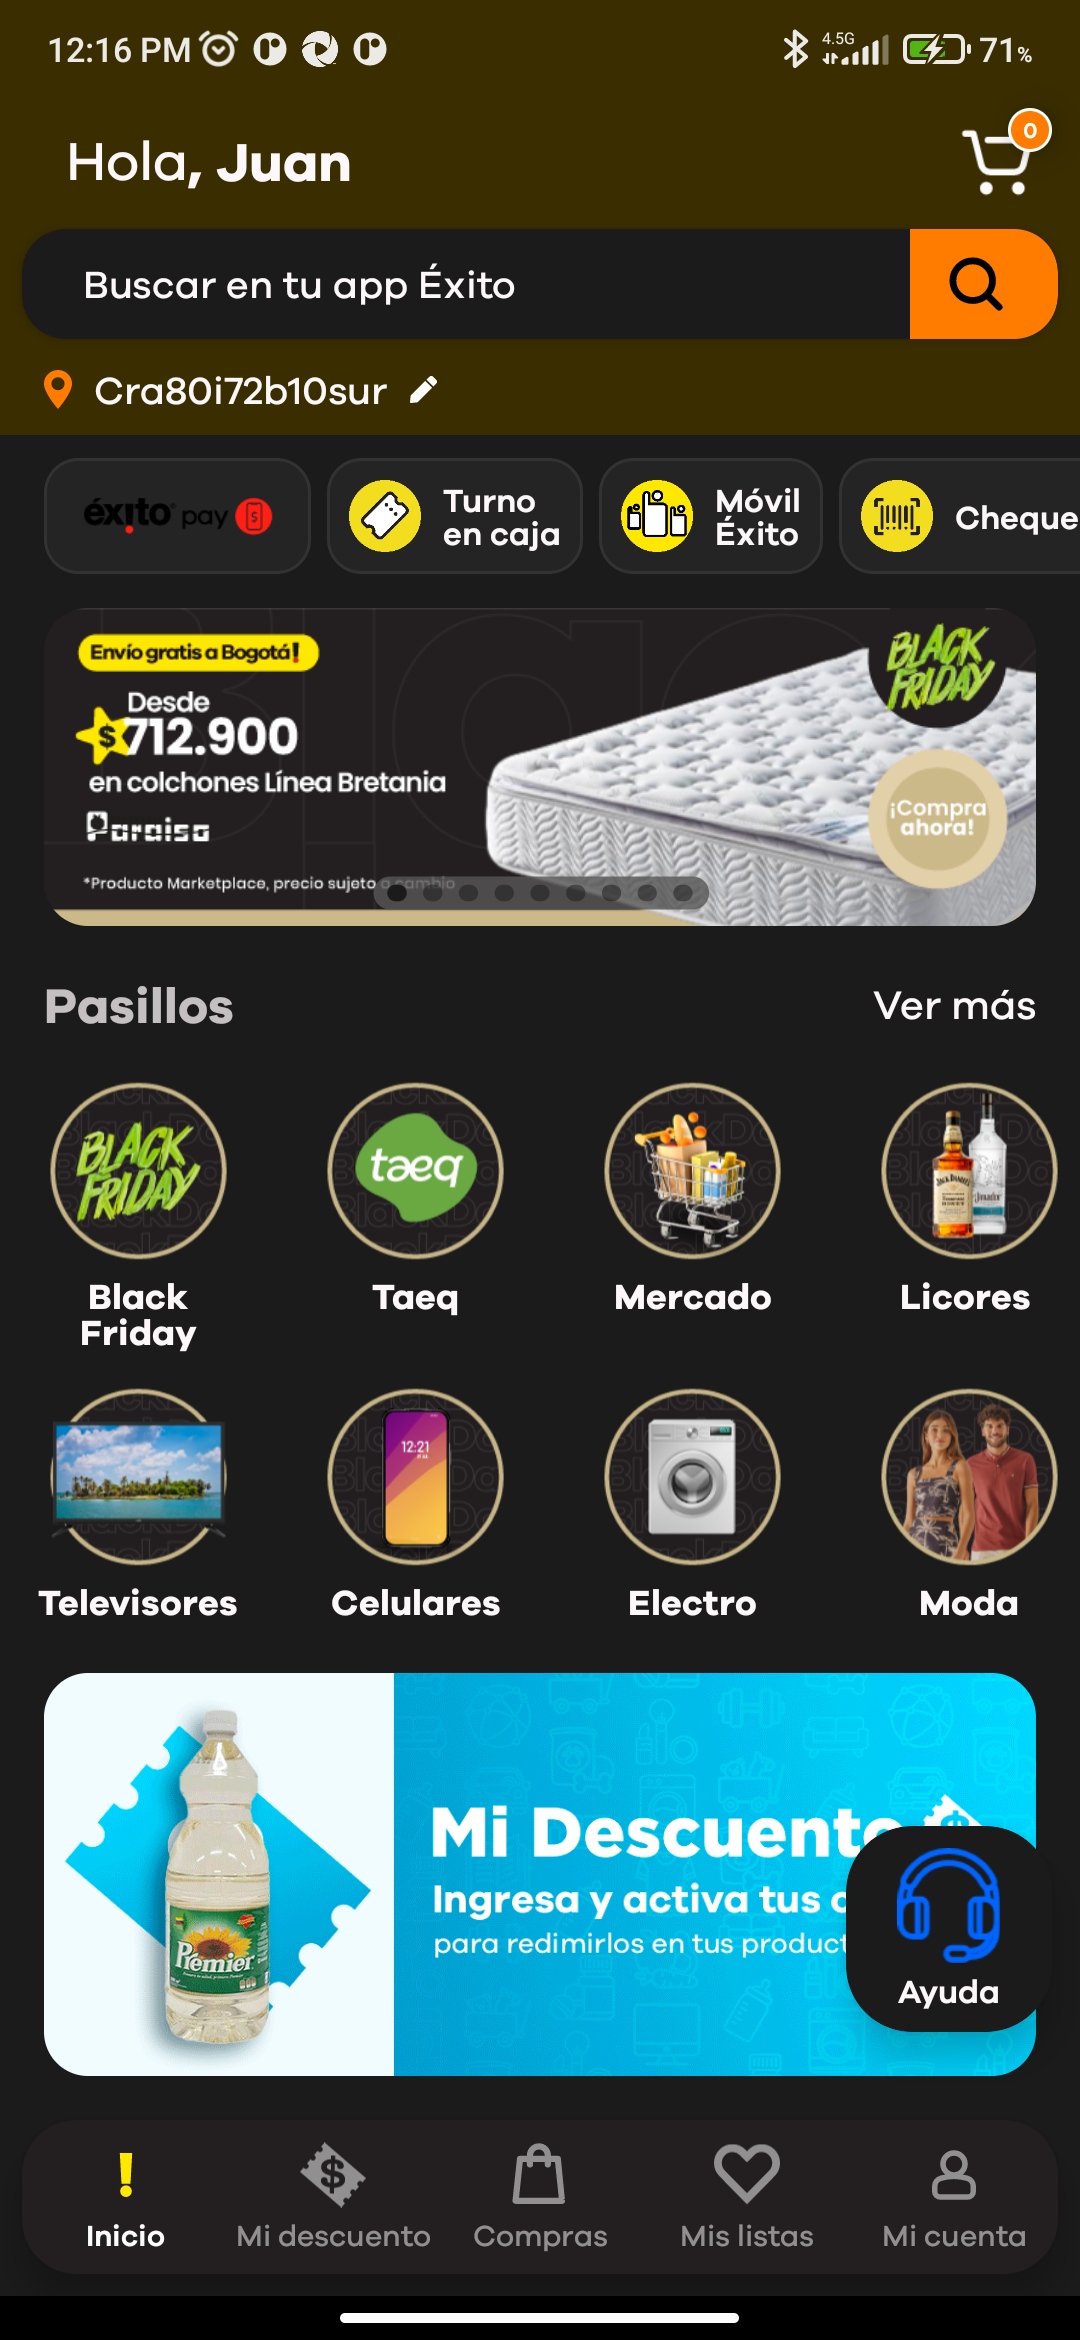 12:16 PM
4.5G
71%
Hola, Juan
0
Buscar en tu app Éxito
Cra80i72b10sur
éxito pay
Turno
en caja
Móvil
Éxito
Cheque
Envío gratis a Bogotá!
Desde
$712.900
en colchones Línea Bretania
Paraiso
*Producto Marketplace, precio sujeto a cambio
BLACK
FRIDAY
¡Compra
ahora!
Pasillos
Ver más
BLACK
FRIDAY
taeq
JACK DANIEL'S
Black
Friday
Taeq
Mercado
Licores
12:21
Televisores
Celulares
Electro
Moda
Premier
Mi Descuento
Ingresa y activa tus
para redimirlos en tus product
Ayuda
Inicio
Mi descuento
Compras
Mis listas
Mi cuenta